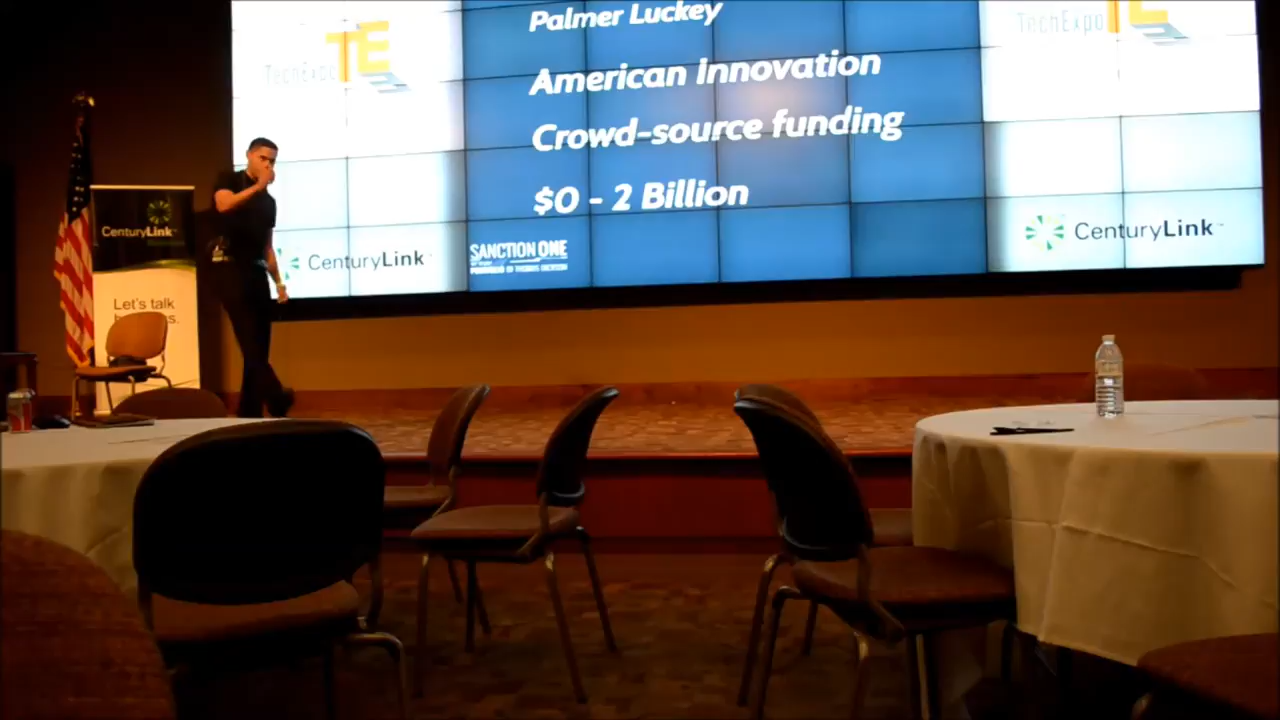 Palmer Luckey
TechExpo TE
TechExpo TE
American innovation
Crowd-source funding
$0 - 2 Billion
CenturyLink
Let's talk
CenturyLink
SANCTION ONE
CenturyLink